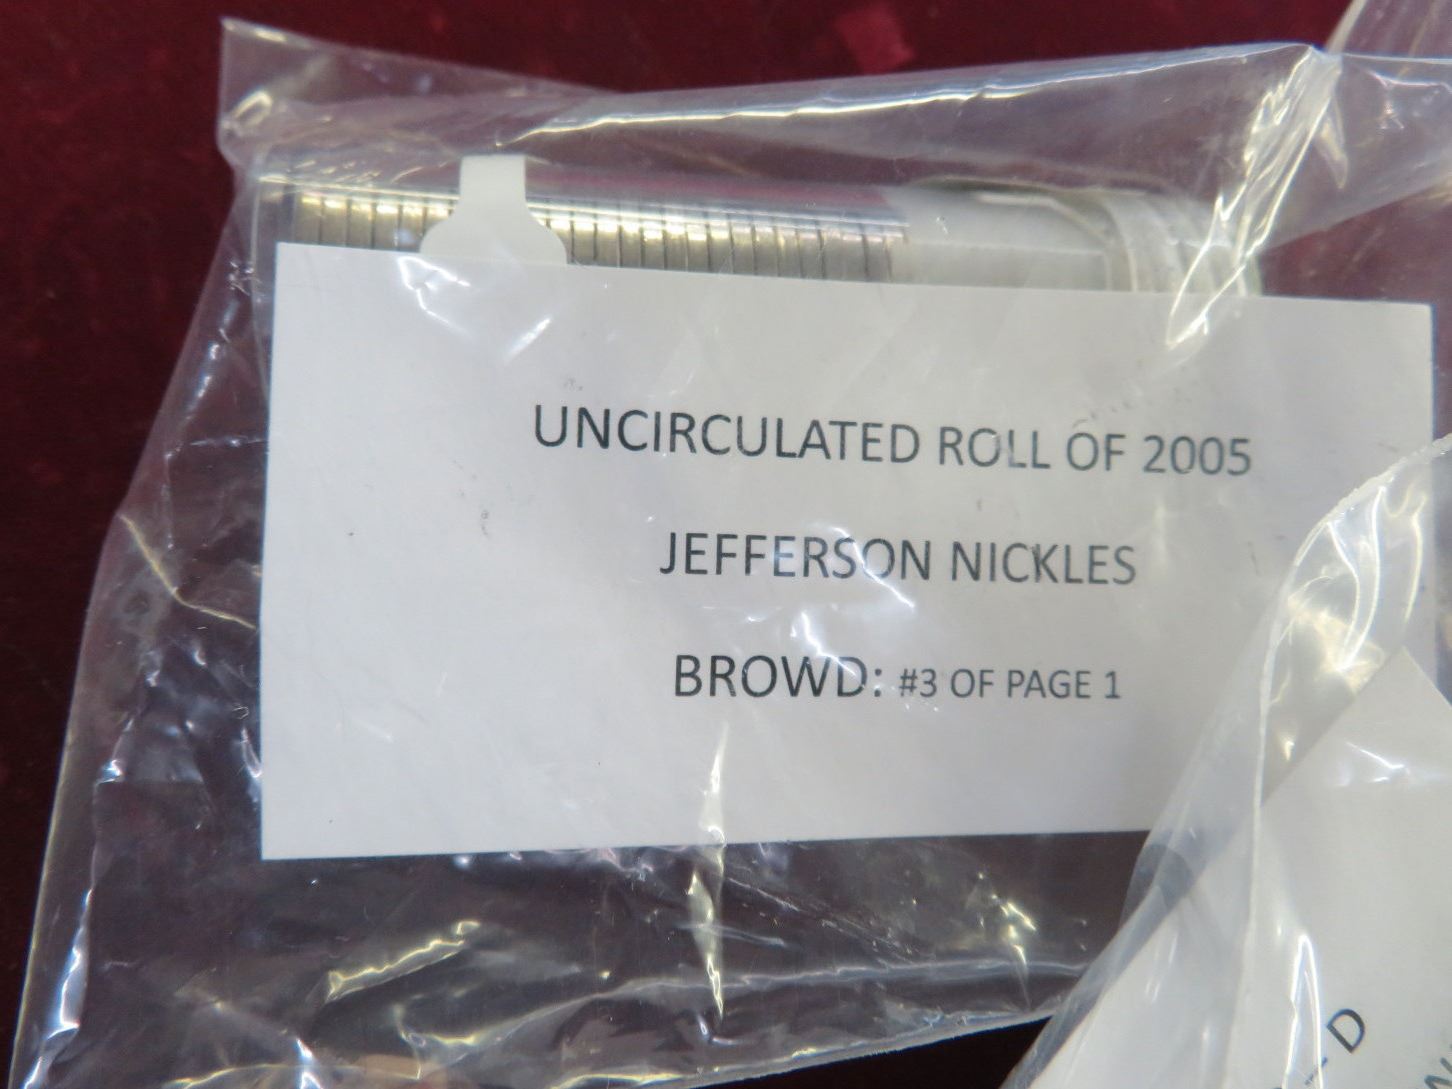 UNCIRCULATED ROLL OF 2005
JEFFERSON NICKLES
BROWD: #3 OF PAGE 1